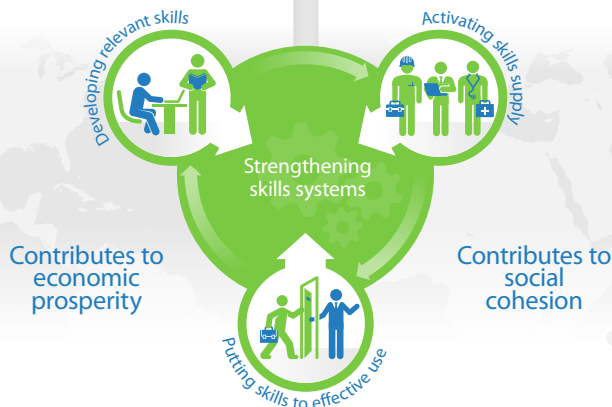 Developing relevant skills
Activating skills supply
Strengthening
skills systems
Contributes to
economic
prosperity
Contributes to
social
cohesion
Putting skills to effective use